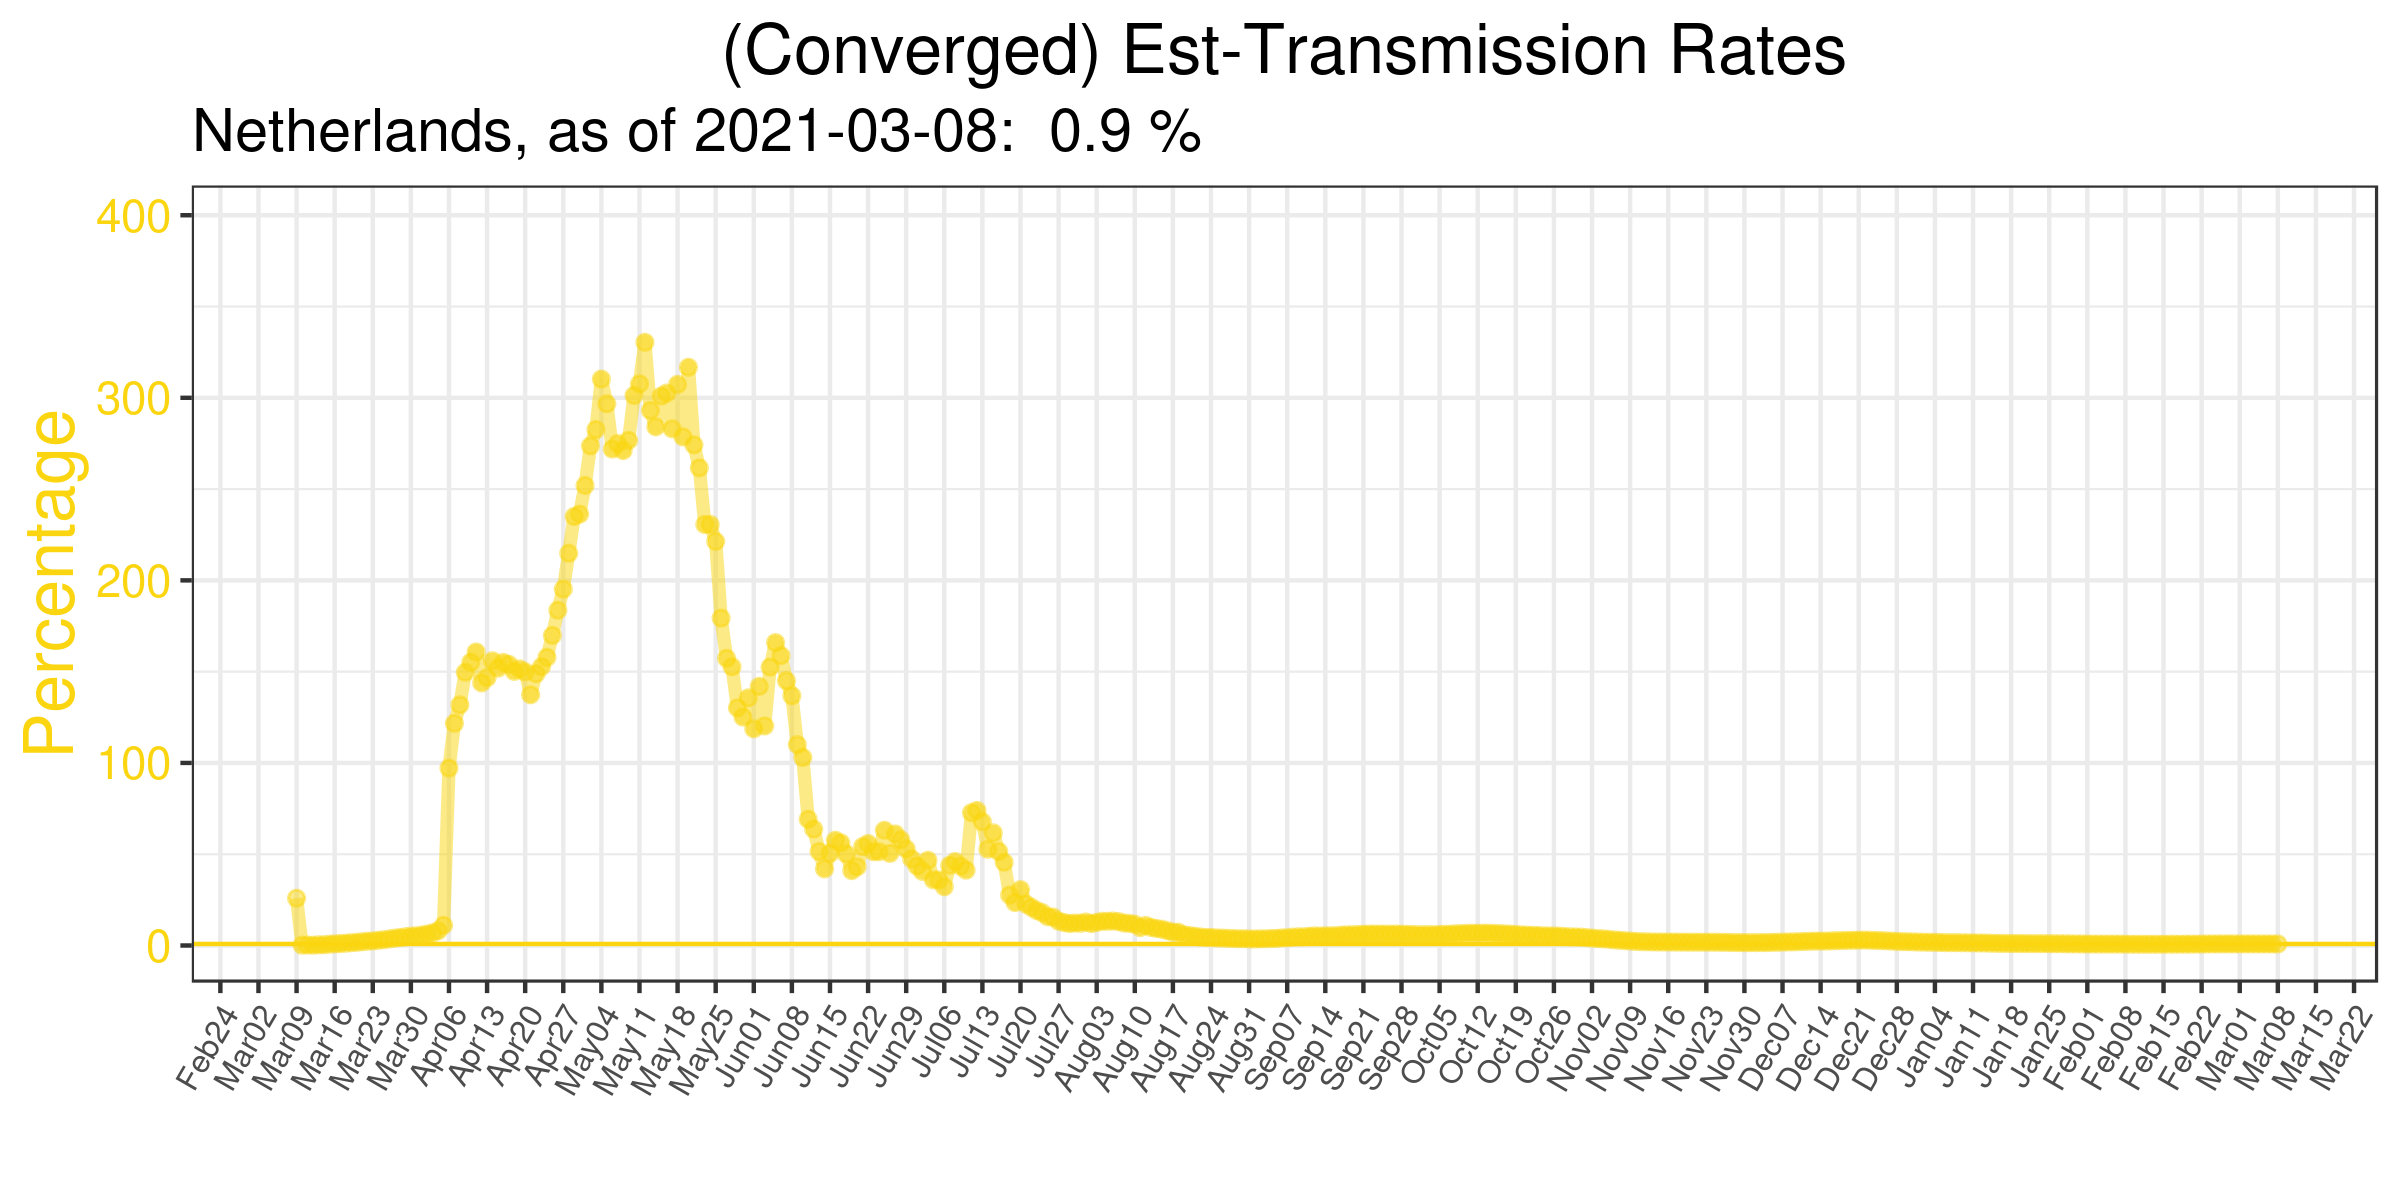 (Converged) Est-Transmission Rates
Netherlands, as of 2021-03-08:  0.9 %
Percentage
400
300
200
100
0
Feb24
Mar02
Mar09
Mar16
Mar23
Mar30
Apr06
Apr13
Apr20
Apr27
May04
May11
May18
May25
Jun01
Jun08
Jun15
Jun22
Jun29
Jul06
Jul13
Jul20
Jul27
Aug03
Aug10
Aug17
Aug24
Aug31
Sep07
Sep14
Sep21
Sep28
Oct05
Oct12
Oct19
Oct26
Nov02
Nov09
Nov16
Nov23
Nov30
Dec07
Dec14
Dec21
Dec28
Jan04
Jan11
Jan18
Jan25
Feb01
Feb08
Feb15
Feb22
Mar01
Mar08
Mar15
Mar22